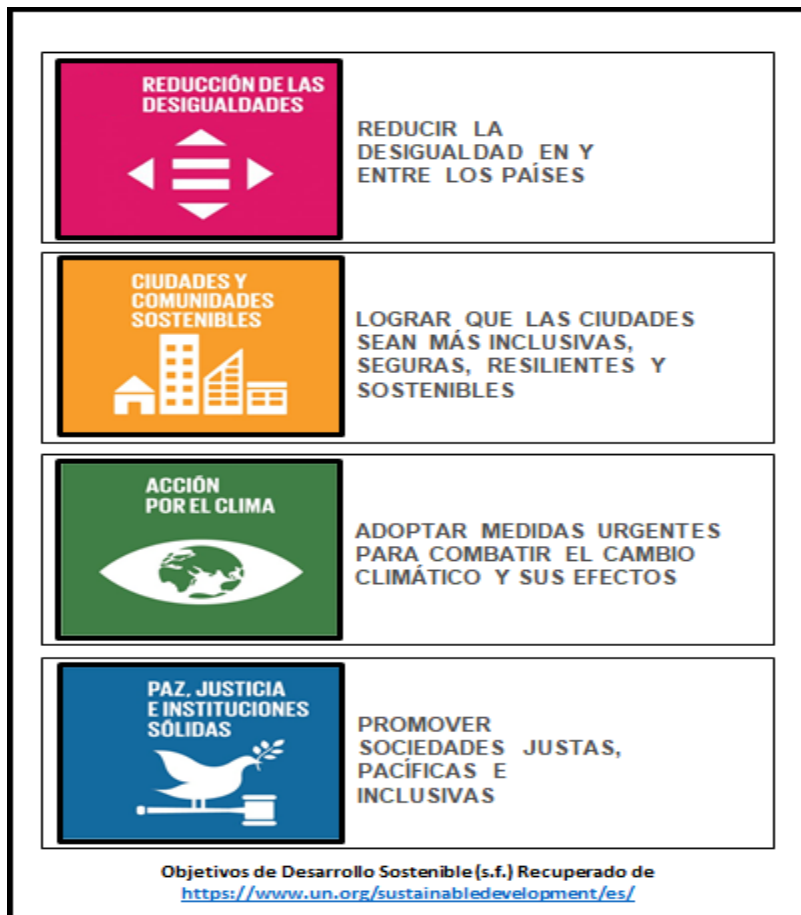 REDUCCIÓN DE LAS
DESIGUALDADES
REDUCIR LA
DESIGUALDAD EN Y
ENTRE LOS PAÍSES
CIUDADES Y
COMUNIDADES
SOSTENIBLES
LOGRAR QUE LAS CIUDADES
SEAN MÁS INCLUSIVAS,
SEGURAS, RESILIENTES Y
SOSTENIBLES
ACCIÓN
POR EL CLIMA
ADOPTAR MEDIDAS URGENTES
PARA COMBATIR EL CAMBIO
CLIMÁTICO Y SUS EFECTOS
PAZ, JUSTICIA
E INSTITUCIONES
SÓLIDAS
PROMOVER
SOCIEDADES JUSTAS,
PACÍFICAS E
INCLUSIVAS
Objetivos de Desarrollo Sostenible (s.f.) Recuperado de
https://www.un.org/sustainabledevelopment/es/